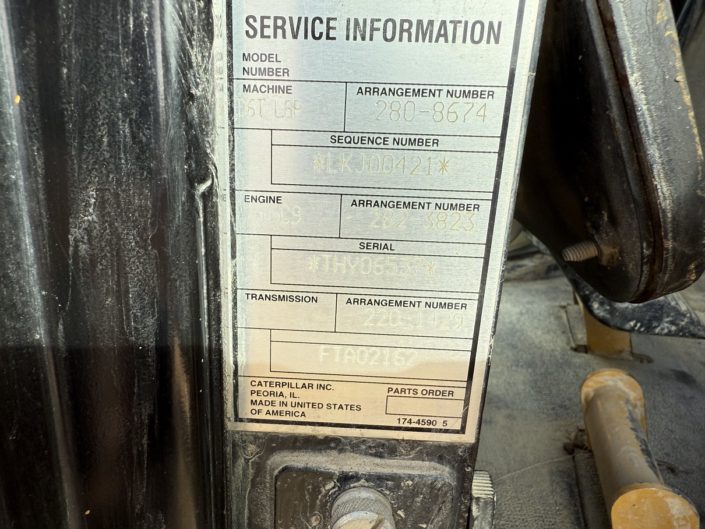 SERVICE INFORMATION
MODEL
NUMBER
MACHINE ARRANGEMENT NUMBER
280-8674
SEQUENCE NUMBER
*LKJ00421*
ENGINE ARRANGEMENT NUMBER
SERIAL
TRANSMISSION ARRANGEMENT NUMBER
FTA02162
CATERPILLAR INC.
PEORIA, IL.
MADE IN UNITED STATES
OF AMERICA
PARTS ORDER
174-4590 5